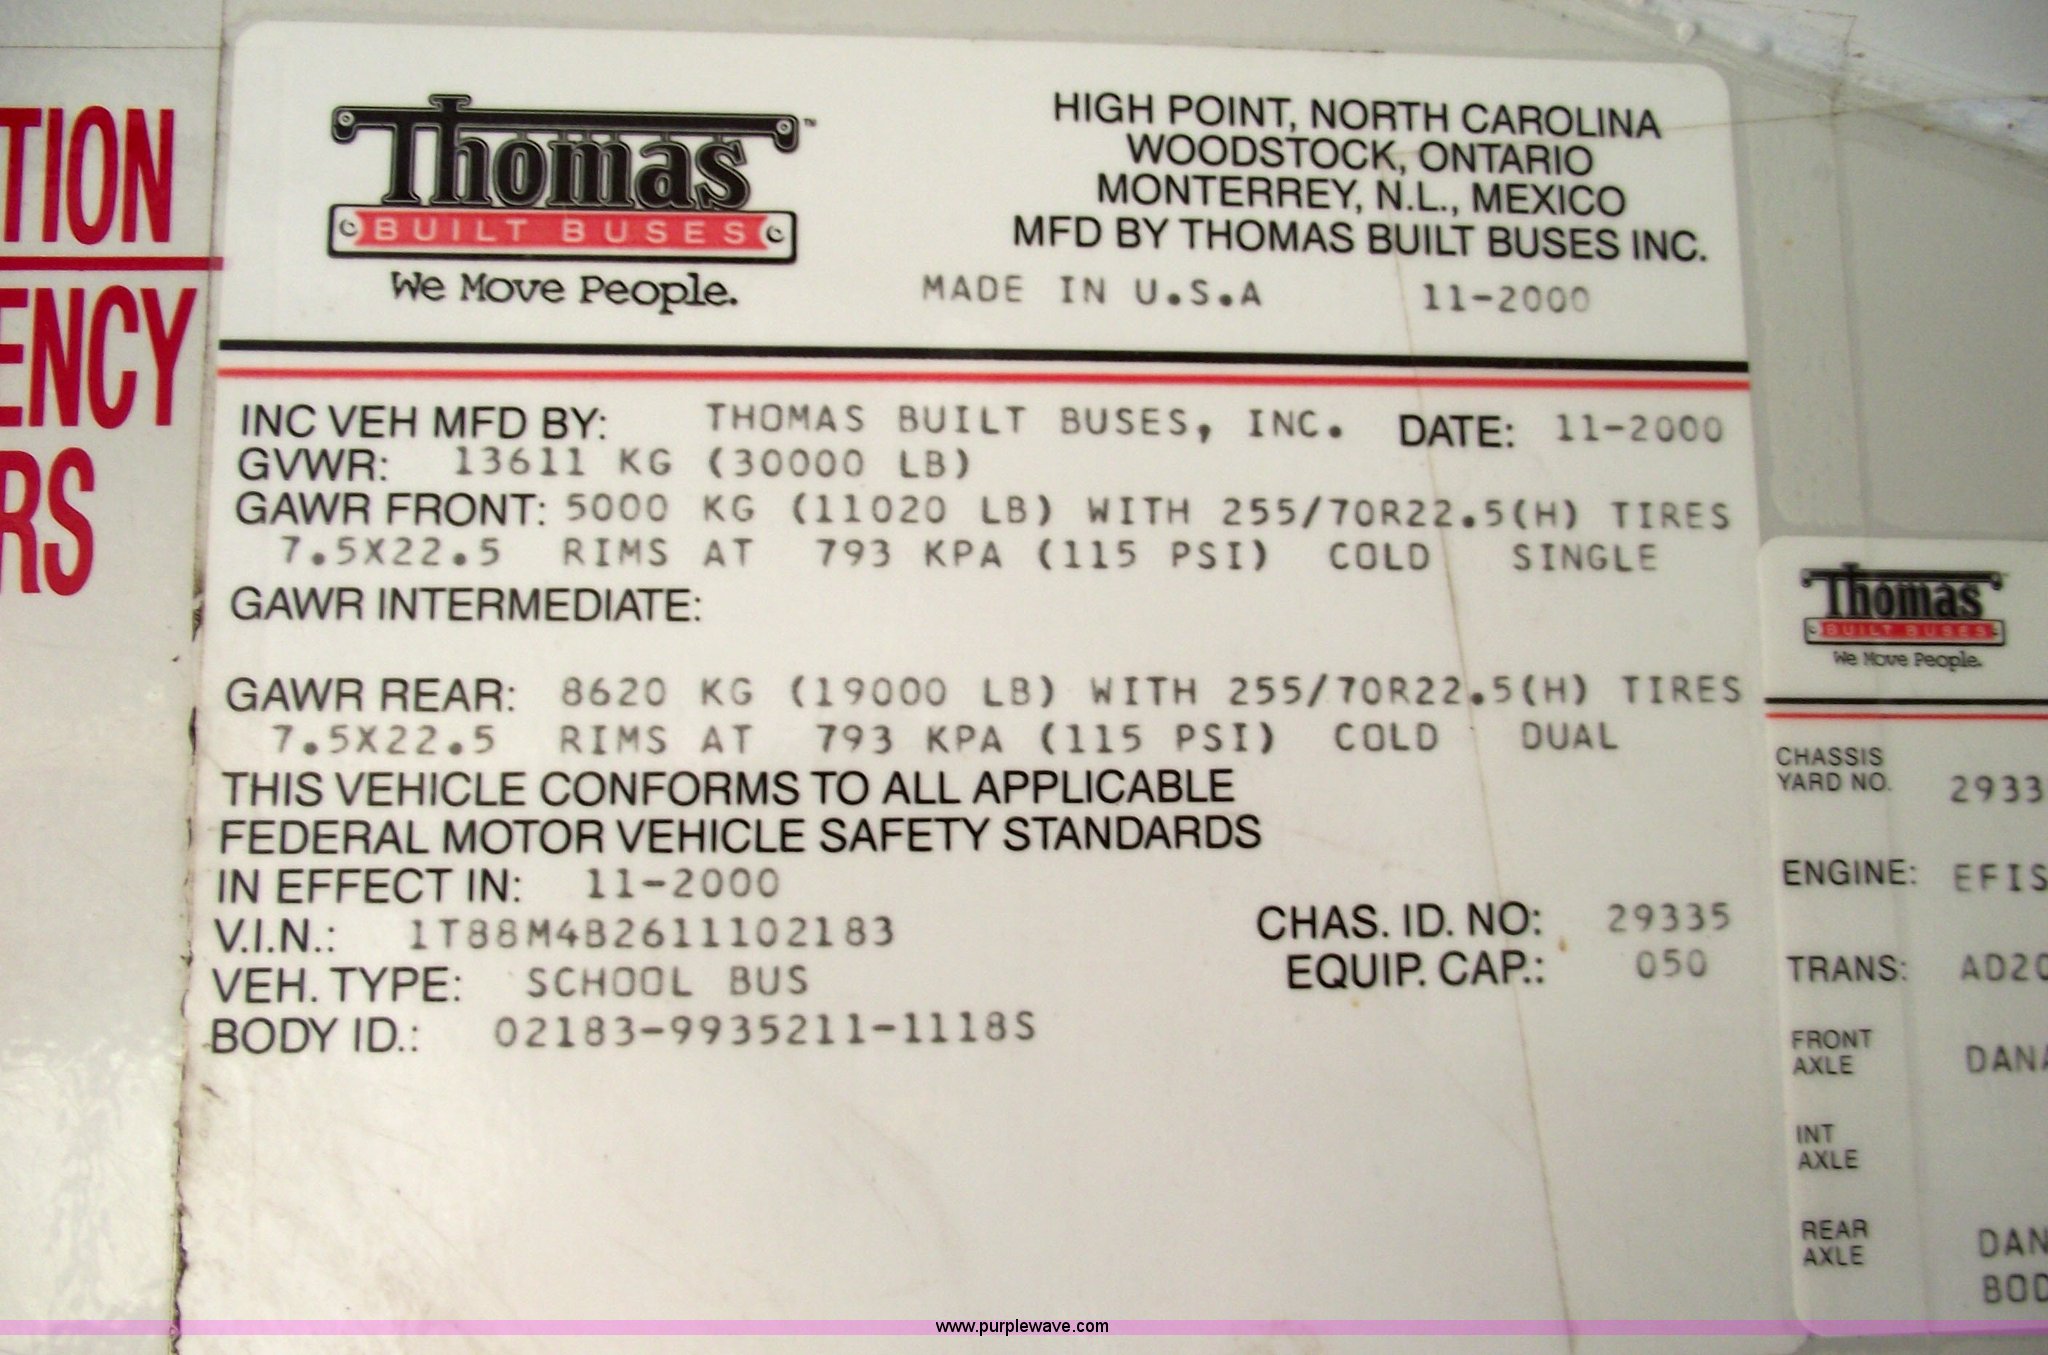 TION
ENCY
RS
Thomas™
BUILT BUSES
We Move People.
HIGH POINT, NORTH CAROLINA
WOODSTOCK, ONTARIO
MONTERREY, N.L., MEXICO
MFD BY THOMAS BUILT BUSES INC.
MADE IN U.S.A 11-2000
INC VEH MFD BY: THOMAS BUILT BUSES, INC. DATE: 11-2000
GVWR: 13611 KG (30000 LB)
GAWR FRONT: 5000 KG (11020 LB) WITH 255/70R22.5(H) TIRES
7.5X22.5 RIMS AT 793 KPA (115 PSI) COLD SINGLE
GAWR INTERMEDIATE:
GAWR REAR: 8620 KG (19000 LB) WITH 255/70R22.5(H) TIRES
7.5X22.5 RIMS AT 793 KPA (115 PSI) COLD DUAL
THIS VEHICLE CONFORMS TO ALL APPLICABLE
FEDERAL MOTOR VEHICLE SAFETY STANDARDS
IN EFFECT IN: 11-2000
V.I.N.: 1T88M4B2611102183
CHAS. ID. NO: 29335
VEH. TYPE: SCHOOL BUS
EQUIP. CAP.: 050
BODY ID.: 02183-9935211-1118S
Thomas
BUILT BUSES
We Move People.
CHASSIS
YARD NO. 2933
ENGINE: EFIS
TRANS: AD20
FRONT
AXLE DANA
INT
AXLE
REAR
AXLE DAN
BOD
www.purplewave.com